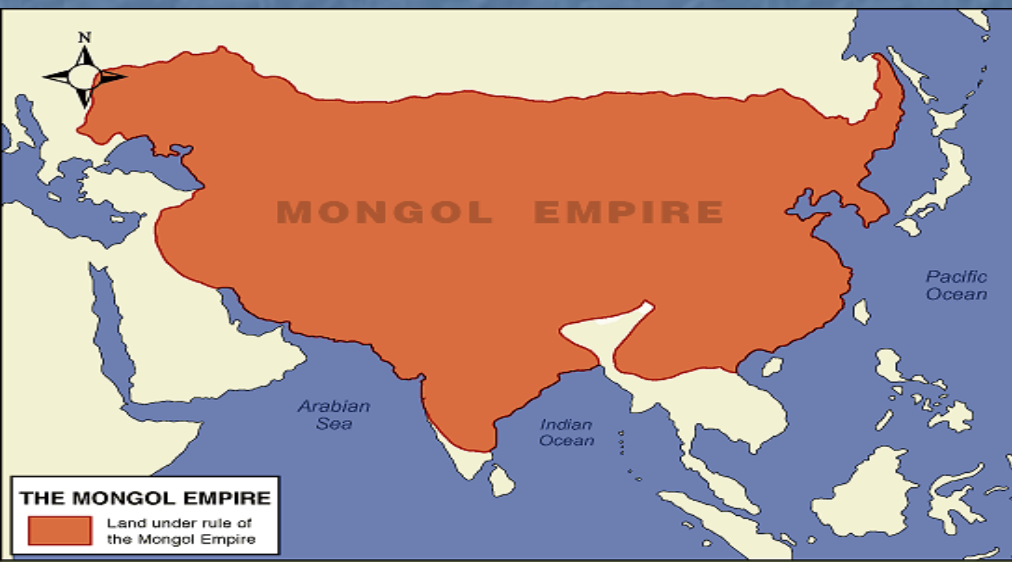 N
MONGOL EMPIRE
Pacific
Ocean
Arabian
Sea
Indian
Ocean
THE MONGOL EMPIRE
Land under rule of
the Mongol Empire